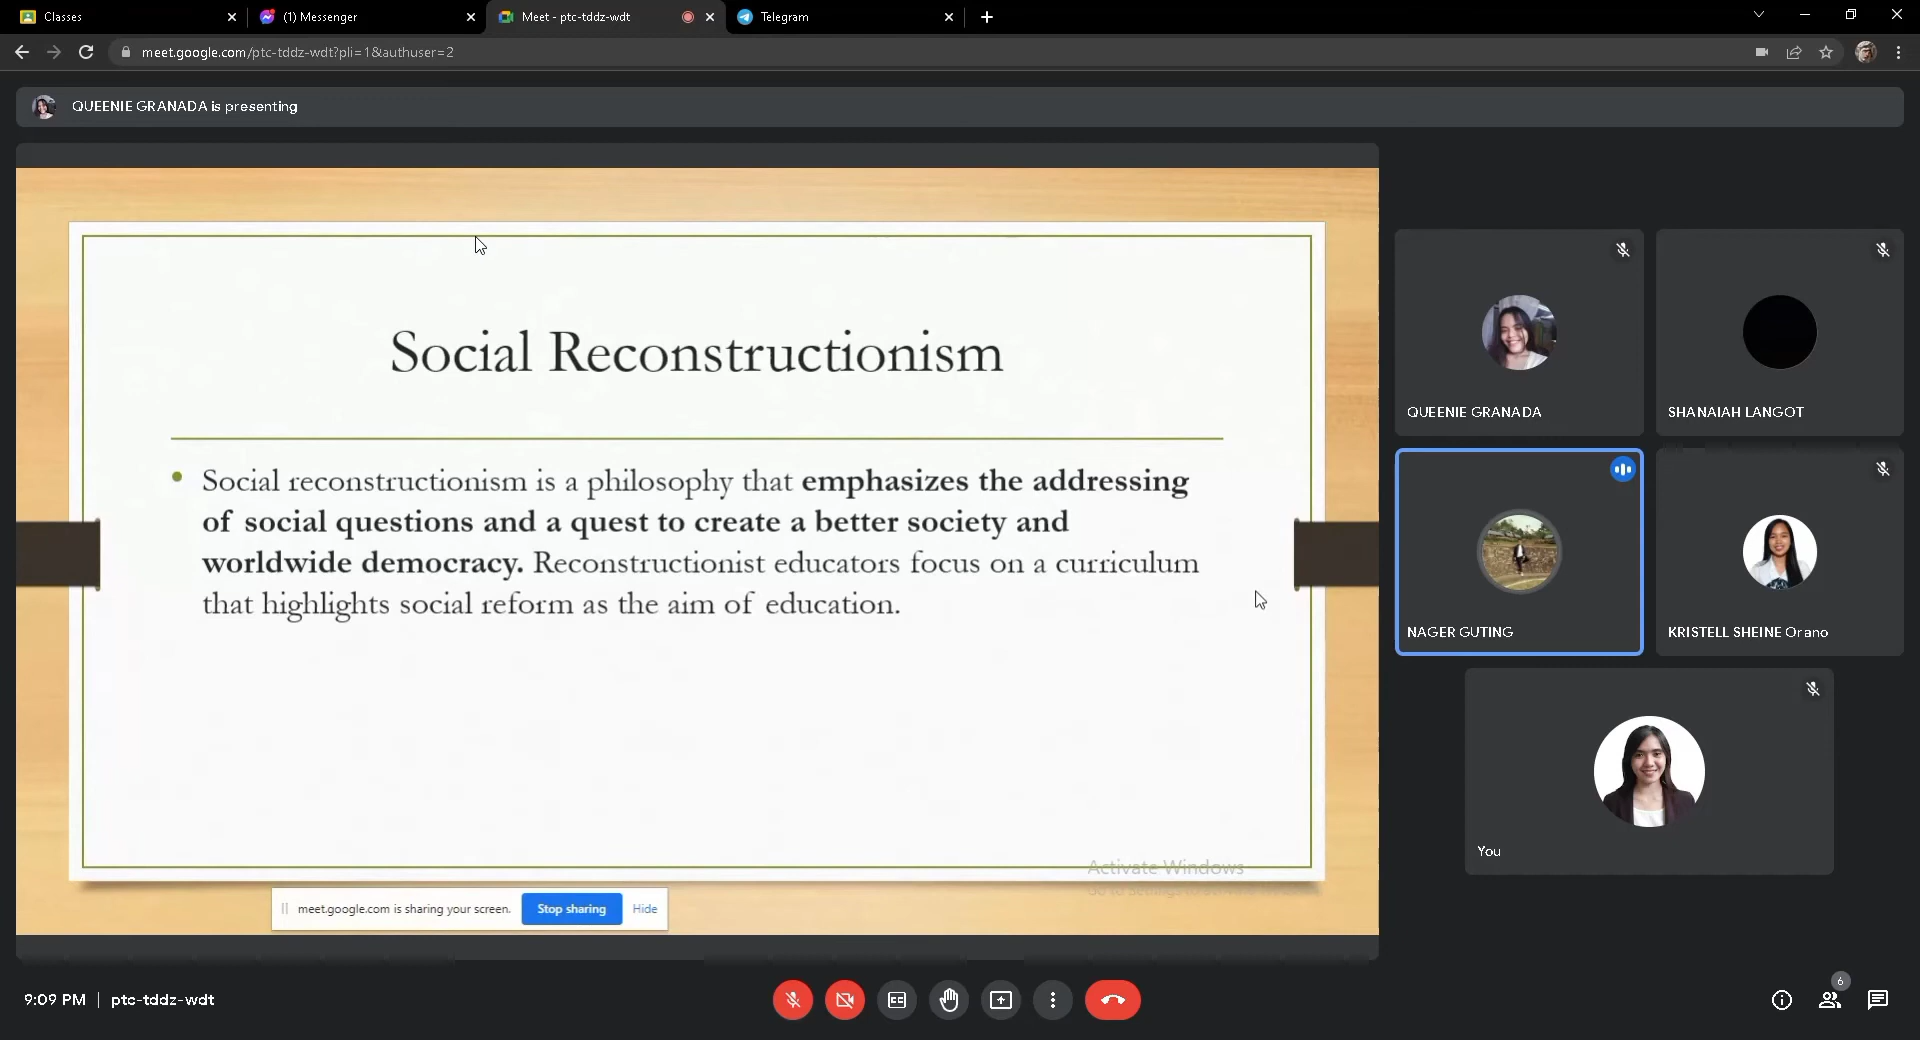 Classes
(1) Messenger
Meet - ptc-tddz-wdt
Telegram
meet.google.com/ptc-tddz-wdt?pli=1&authuser=2
QUEENIE GRANADA is presenting
Social Reconstructionism
Social reconstructionism is a philosophy that emphasizes the addressing
of social questions and a quest to create a better society and
worldwide democracy. Reconstructionist educators focus on a curriculum
that highlights social reform as the aim of education.
Activate Windows
meet.google.com is sharing your screen.
Stop sharing
Hide
QUEENIE GRANADA
SHANAIAH LANGOT
NAGER GUTING
KRISTELL SHEINE Orano
You
9:09 PM | ptc-tddz-wdt
6